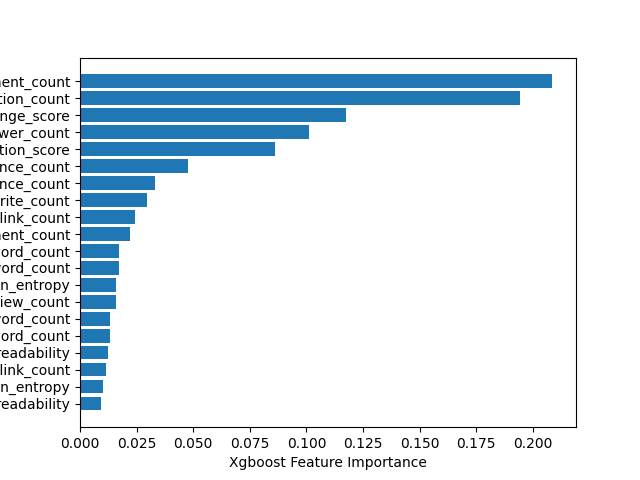 nent_count
tion_count
nge_score
wer_count
tion_score
nce_count
nce_count
rite_count
link_count
nent_count
ord_count
ord_count
n_entropy
iew_count
ord_count
ord_count
readability
link_count
n_entropy
readability
0.000 0.025 0.050 0.075 0.100 0.125 0.150 0.175 0.200
Xgboost Feature Importance